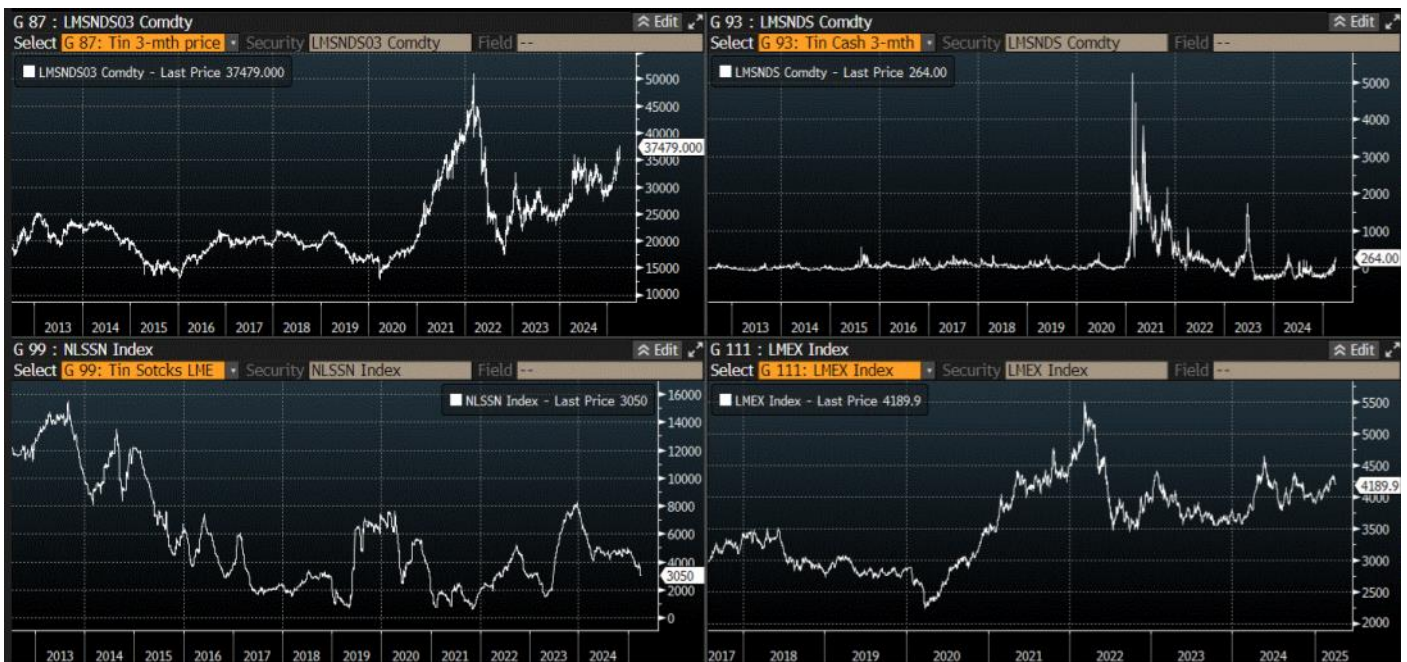 G 87 : LMSNDS03 Comdty
Edit
Select G 87: Tin 3-mth price Security LMSNDS03 Comdty Field --
LMSNDS03 Comdty - Last Price 37479.000
50000
45000
40000
37479.000
35000
30000
25000
20000
15000
10000
2013 2014 2015 2016 2017 2018 2019 2020 2021 2022 2023 2024
G 93 : LMSNDS Comdty
Edit
Select G 93: Tin Cash 3-mth Security LMSNDS Comdty Field --
LMSNDS Comdty - Last Price 264.00
5000
4000
3000
2000
1000
264.00
0
2013 2014 2015 2016 2017 2018 2019 2020 2021 2022 2023 2024
G 99 : NLSSN Index
Edit
Select G 99: Tin Sotcks LME Security NLSSN Index Field --
NLSSN Index - Last Price 3050
16000
14000
12000
10000
8000
6000
4000
3050
2000
0
2013 2014 2015 2016 2017 2018 2019 2020 2021 2022 2023 2024
G 111 : LMEX Index
Edit
Select G 111: LMEX Index Security LMEX Index Field --
LMEX Index - Last Price 4189.9
5500
5000
4500
4189.9
4000
3500
3000
2500
2000
2017 2018 2019 2020 2021 2022 2023 2024 2025